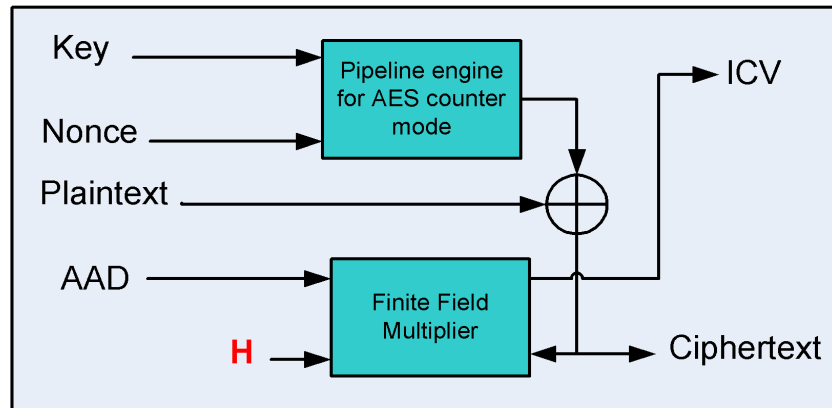 Key
Pipeline engine
for AES counter
mode
ICV
Nonce
Plaintext
AAD
Finite Field
Multiplier
H
Ciphertext